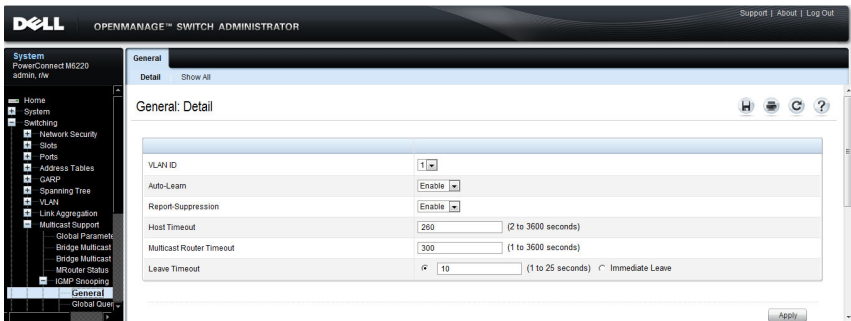 Support | About | Log Out
DELL OPENMANAGE™ SWITCH ADMINISTRATOR
System
PowerConnect M6220
admin, r/w
Home
System
Switching
Network Security
Slots
Ports
Address Tables
GARP
Spanning Tree
VLAN
Link Aggregation
Multicast Support
Global Paramete
Bridge Multicast
Bridge Multicast
MRouter Status
IGMP Snooping
General
Global Quer
General
Detail Show All
General: Detail
VLAN ID 1
Auto-Learn Enable
Report-Suppression Enable
Host Timeout 260 (2 to 3600 seconds)
Multicast Router Timeout 300 (1 to 3600 seconds)
Leave Timeout 10 (1 to 25 seconds) Immediate Leave
Apply